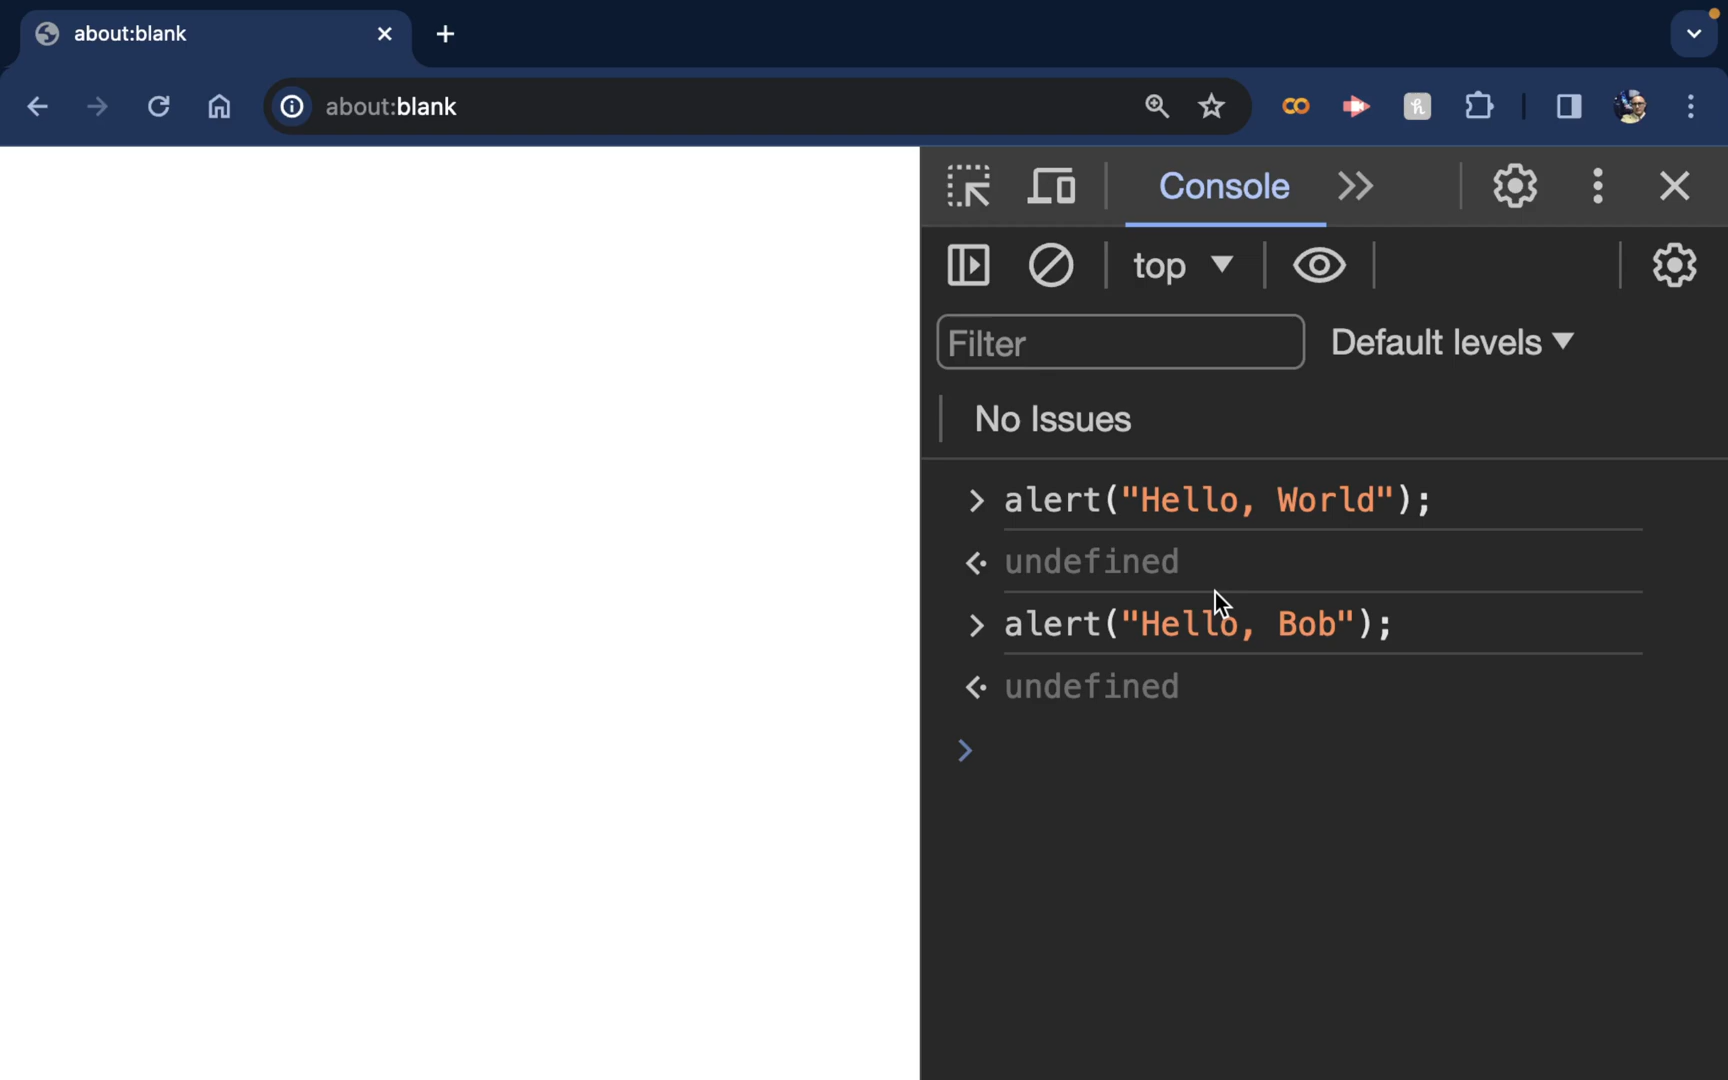 about:blank
about:blank
Console
top
Filter
Default levels
No Issues
> alert("Hello, World");
undefined
> alert("Hello, Bob");
undefined
>